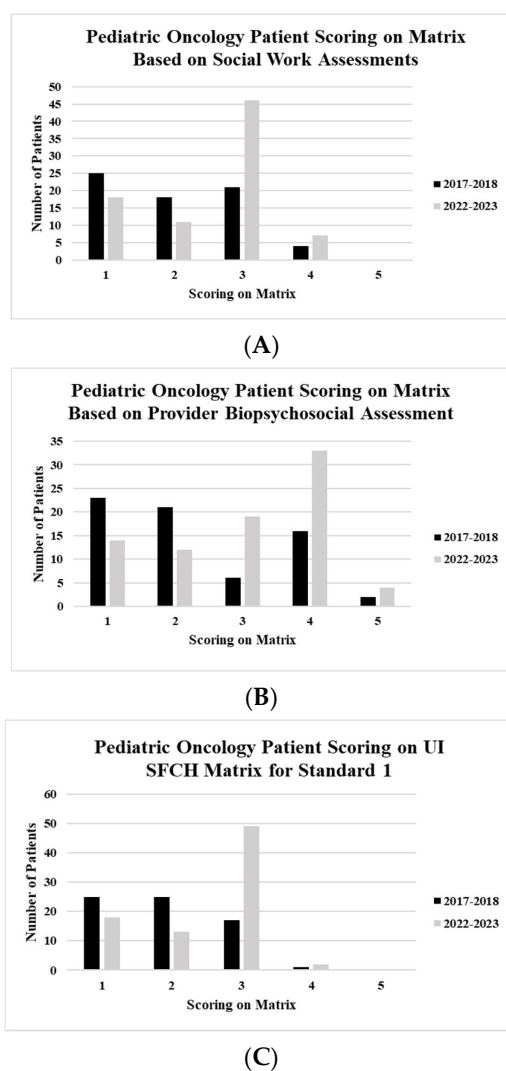 Pediatric Oncology Patient Scoring on Matrix
Based on Social Work Assessments
50
45
40
35
30
25
20
15
10
5
0
Number of Patients
1 2 3 4 5
Scoring on Matrix
2017-2018
2022-2023
(A)
Pediatric Oncology Patient Scoring on Matrix
Based on Provider Biopsychosocial Assessment
35
30
25
20
15
10
5
0
Number of Patients
1 2 3 4 5
Scoring on Matrix
2017-2018
2022-2023
(B)
Pediatric Oncology Patient Scoring on UI
SFCH Matrix for Standard 1
60
50
40
30
20
10
0
Number of Patients
1 2 3 4 5
Scoring on Matrix
2017-2018
2022-2023
(C)